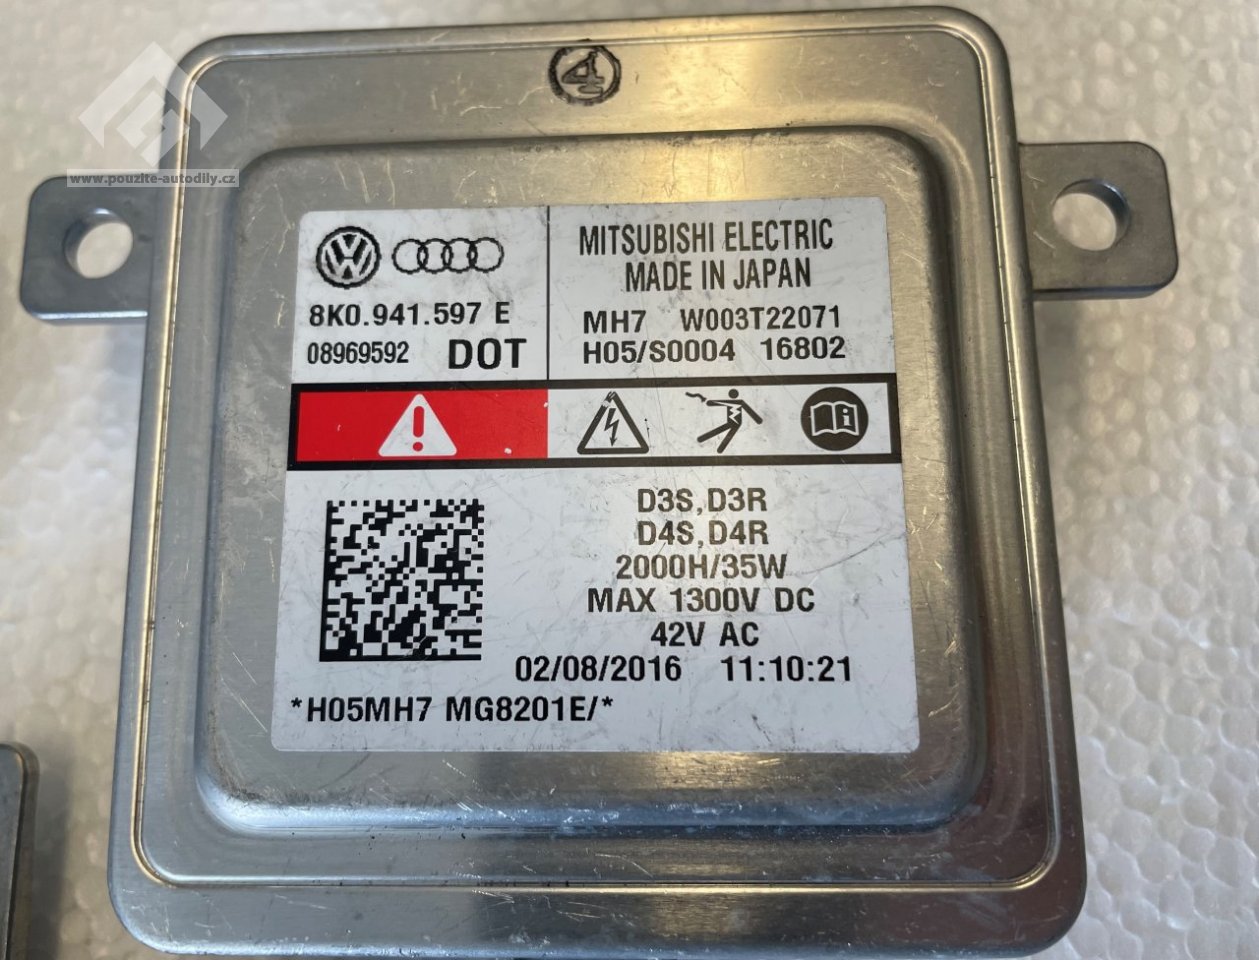 4
www.pouzite-autodily.cz
VW
8K0.941.597 E
08969592 DOT
MITSUBISHI ELECTRIC
MADE IN JAPAN
MH7 W003T22071
H05/S0004 16802
D3S,D3R
D4S,D4R
2000H/35W
MAX 1300V DC
42V AC
02/08/2016 11:10:21
*H05MH7 MG8201E/*